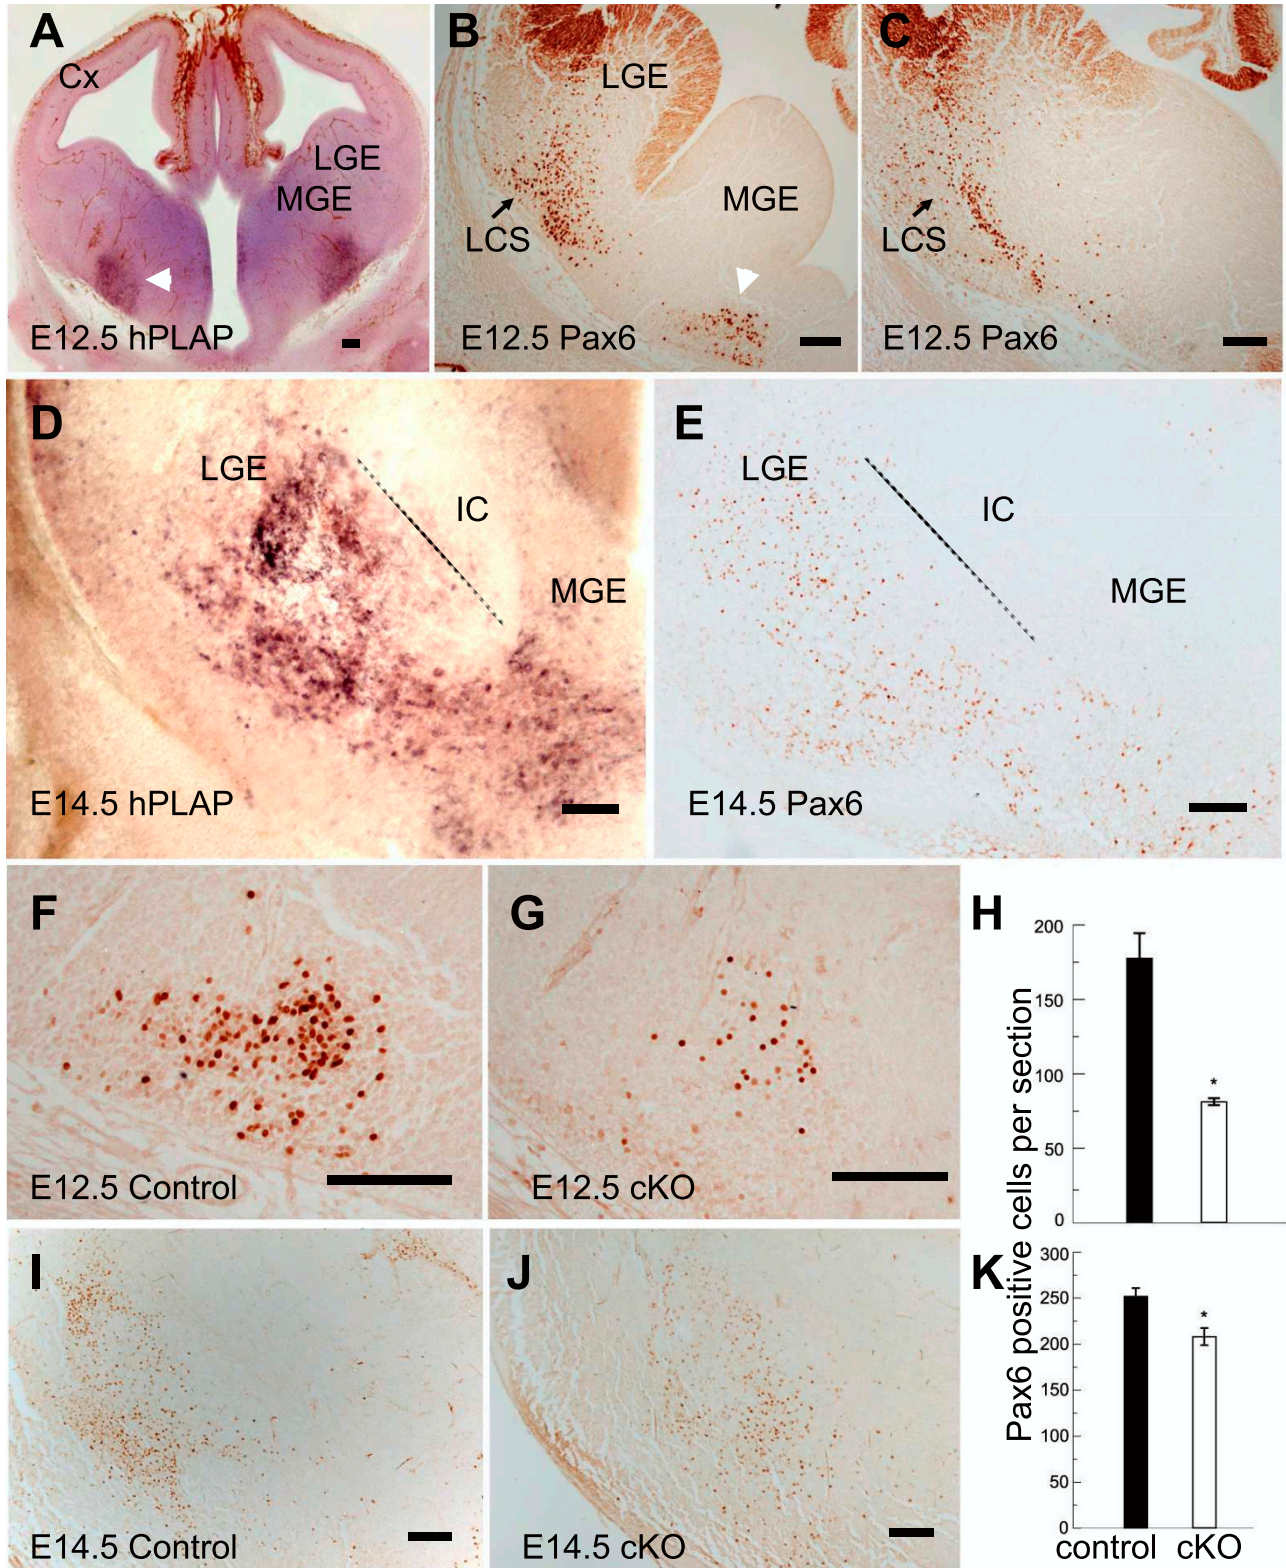 A
Cx
LGE
MGE
E12.5 hPLAP
B
LGE
MGE
LCS
E12.5 Pax6
C
LCS
E12.5 Pax6
D
LGE
IC
MGE
E14.5 hPLAP
E
LGE
IC
MGE
E14.5 Pax6
F
E12.5 Control
G
E12.5 cKO
H
200
150
100
50
0
*
Pax6 positive cells per section
I
E14.5 Control
J
E14.5 cKO
K
300
250
200
150
100
50
0
*
control cKO